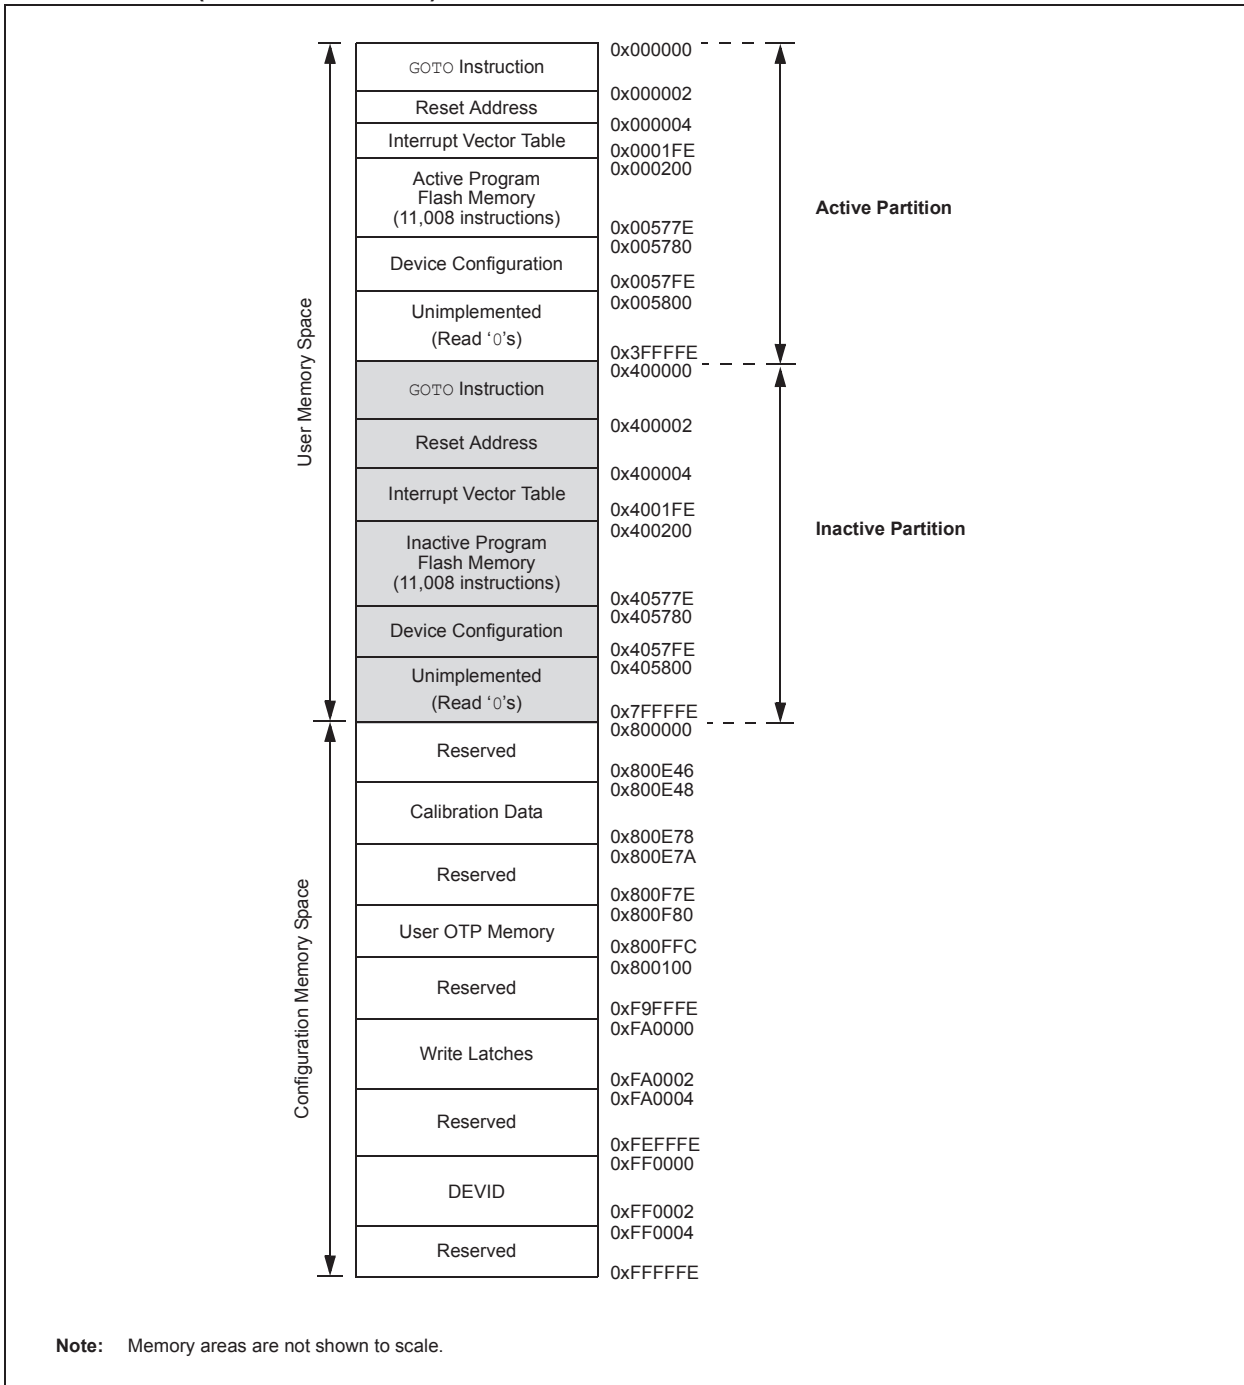 GOTO Instruction
0x000000
Reset Address
0x000002
Interrupt Vector Table
0x000004
0x0001FE
0x000200
Active Program
Flash Memory
(11,008 instructions)
0x00577E
0x005780
Device Configuration
0x0057FE
0x005800
Unimplemented
(Read ‘0’s)
0x3FFFFE
0x400000
Active Partition
User Memory Space
GOTO Instruction
0x400002
Reset Address
0x400004
Interrupt Vector Table
0x4001FE
0x400200
Inactive Program
Flash Memory
(11,008 instructions)
0x40577E
0x405780
Device Configuration
0x4057FE
0x405800
Unimplemented
(Read ‘0’s)
0x7FFFFE
0x800000
Inactive Partition
Reserved
0x800E46
0x800E48
Calibration Data
0x800E78
0x800E7A
Reserved
0x800F7E
0x800F80
User OTP Memory
0x800FFC
0x800100
Reserved
0xF9FFFE
0xFA0000
Configuration Memory Space
Write Latches
0xFA0002
0xFA0004
Reserved
0xFEFFFE
0xFF0000
DEVID
0xFF0002
0xFF0004
Reserved
0xFFFFFE
Note: Memory areas are not shown to scale.